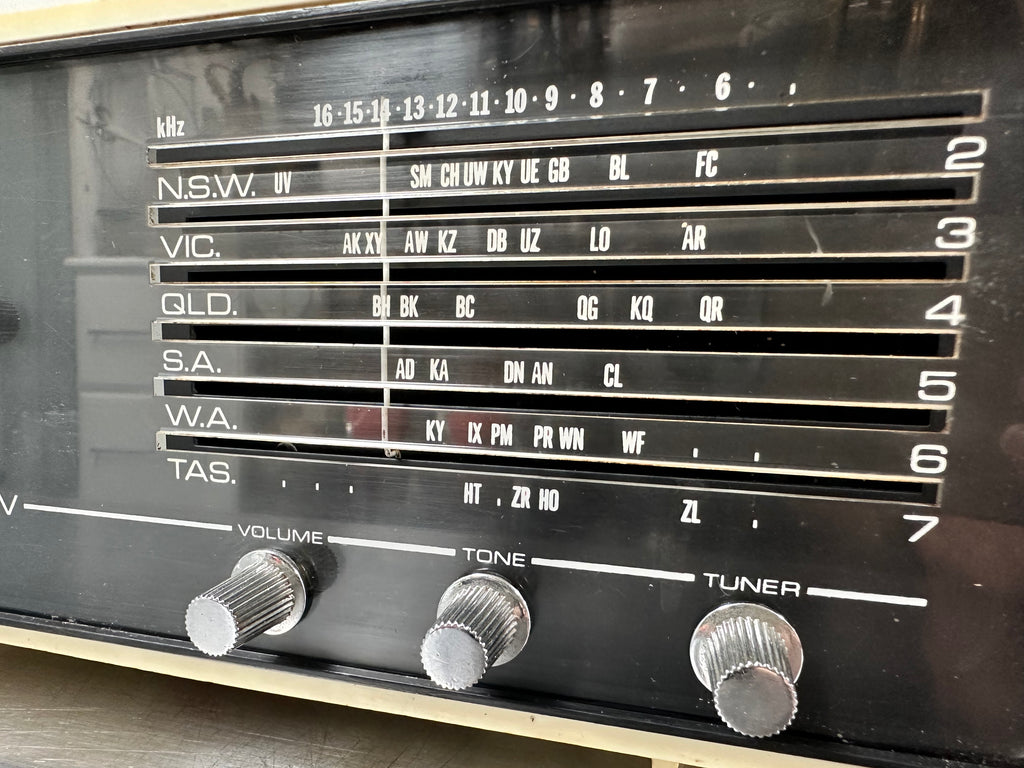 16 · 15 · 14 · 13 · 12 · 11 · 10 · 9 · 8 · 7 · 6 ·
kHz
N.S.W. UV SM CH UW KY UE GB BL FC 2
VIC. AK XY AW KZ DB UZ LO AR 3
QLD. BH BK BC QG KQ QR 4
S.A. AD KA DN AN CL 5
W.A. KY IX PM PR WN WF 6
TAS. HT ZR HO ZL 7
V VOLUME TONE TUNER